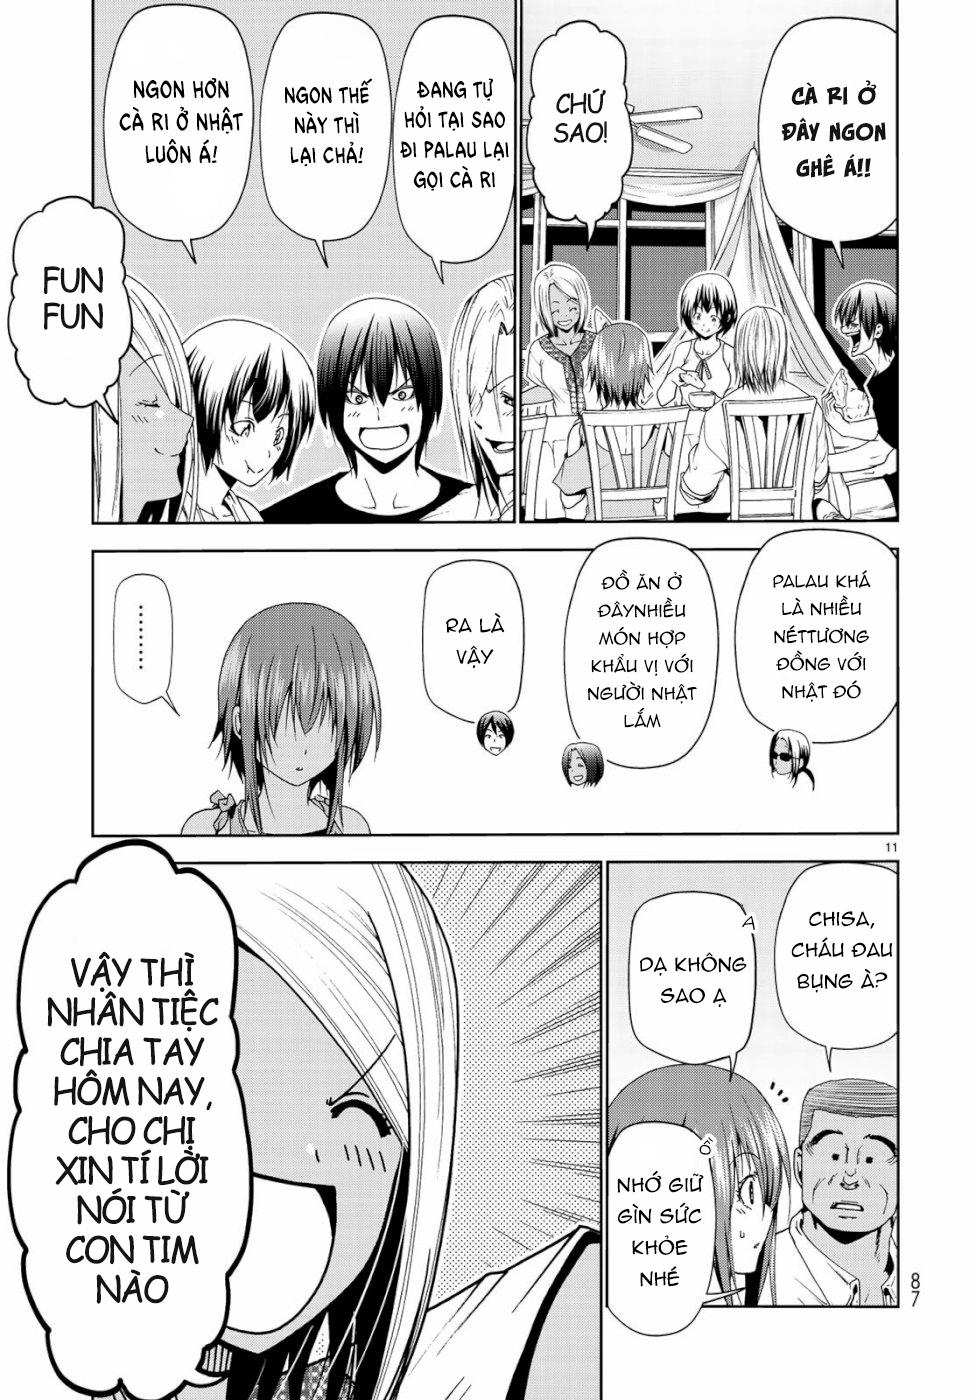 CÀ RI Ở
ĐÂY NGON
GHÊ Á!!
CHỨ
SAO!
ĐANG TỰ
HỎI TẠI SAO
ĐI PALAU LẠI
GỌI CÀ RI
NGON THẾ
NÀY THÌ
LẠI CHẢ!
NGON HƠN
CÀ RI Ở NHẬT
LUÔN Á!
FUN
FUN
PALAU KHÁ
LÀ NHIỀU
NÉTTƯƠNG
ĐỒNG VỚI
NHẬT ĐÓ
ĐỒ ĂN Ở
ĐÂYNHIỀU
MÓN HỢP
KHẨU VỊ VỚI
NGƯỜI NHẬT
LẮM
RA LÀ
VẬY
........
11
CHISA,
CHÁU ĐAU
BỤNG À?
A
DẠ KHÔNG
SAO Ạ
Ồ
NHỚ GIỮ
GÌN SỨC
KHỎE
NHÉ
VẬY THÌ
NHÂN TIỆC
CHIA TAY
HÔM NAY,
CHO CHỊ
XIN TÍ LỜI
NÓI TỪ
CON TIM
NÀO
87